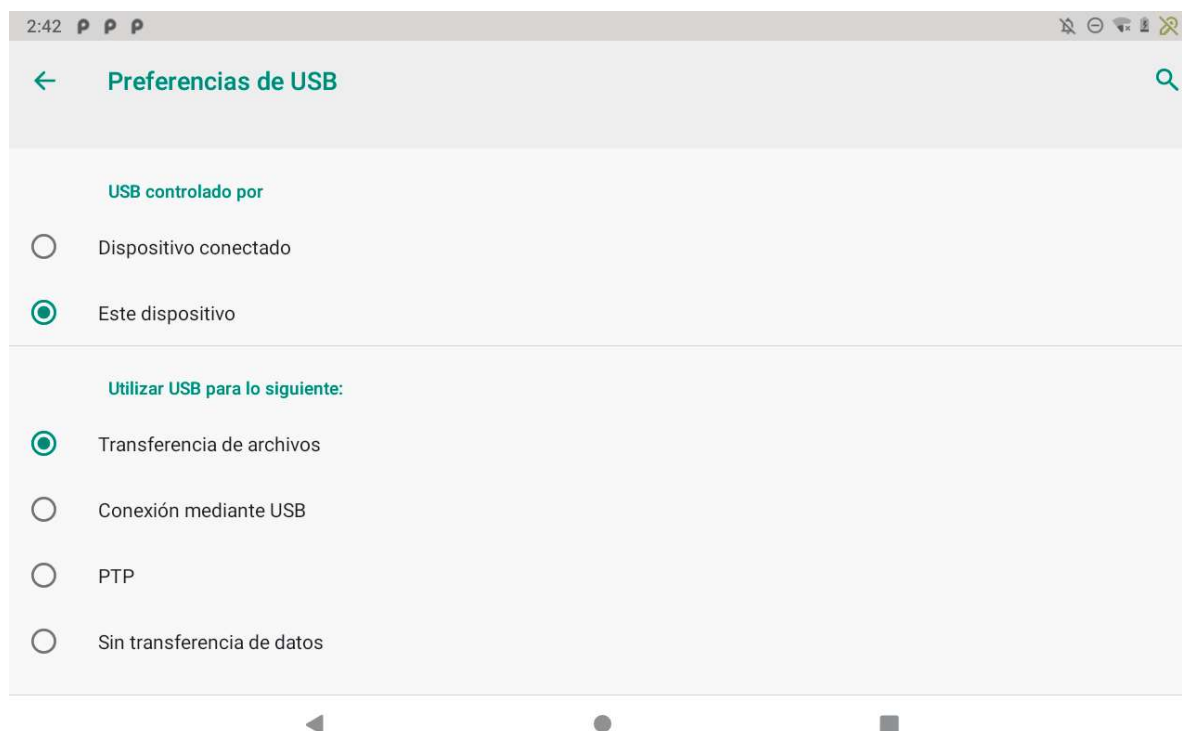 2:42
Preferencias de USB
USB controlado por
Dispositivo conectado
Este dispositivo
Utilizar USB para lo siguiente:
Transferencia de archivos
Conexión mediante USB
PTP
Sin transferencia de datos